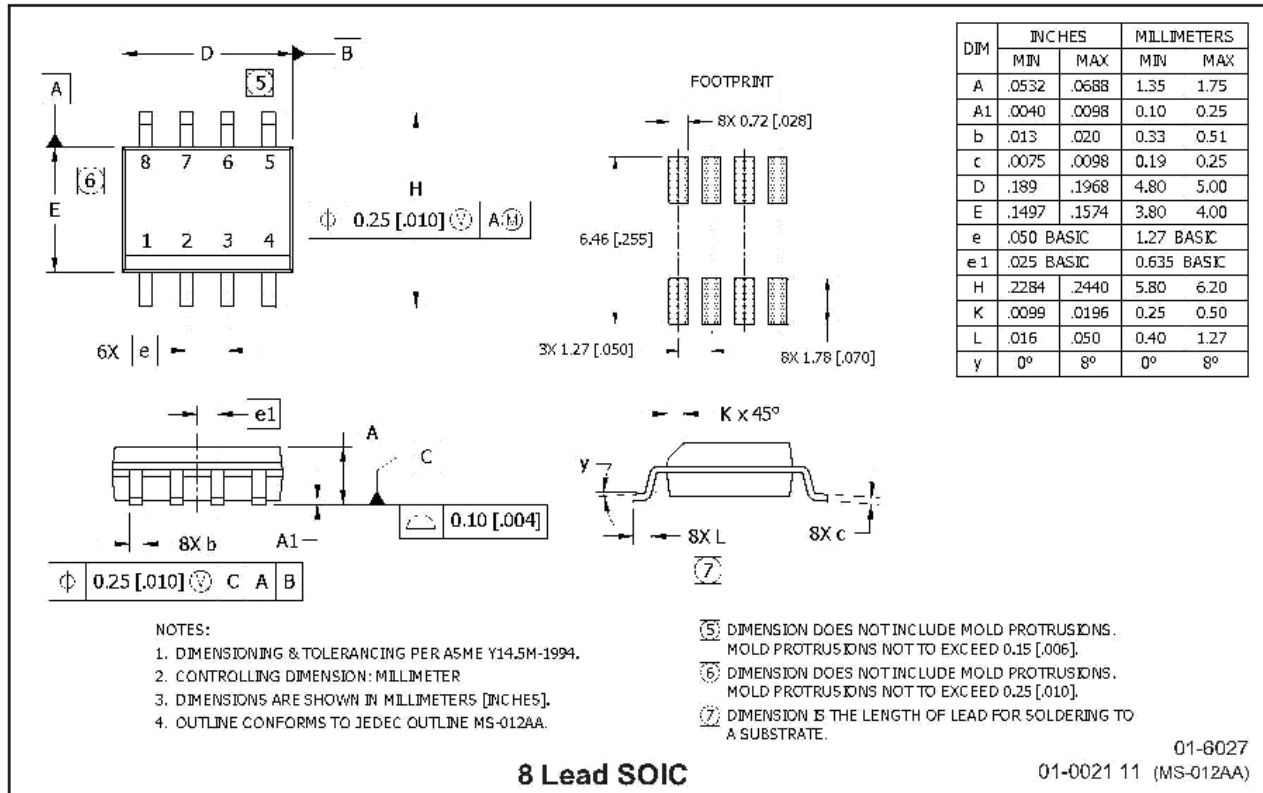 D
B
5
A
8 7 6 5
6
E
H
1 2 3 4
0.25 [.010] A M
6X e
FOOTPRINT
8X 0.72 [.028]
6.46 [.255]
3X 1.27 [.050]
8X 1.78 [.070]
DIM INCHES MILLIMETERS
MIN MAX MIN MAX
A .0532 .0688 1.35 1.75
A1 .0040 .0098 0.10 0.25
b .013 .020 0.33 0.51
c .0075 .0098 0.19 0.25
D .189 .1968 4.80 5.00
E .1497 .1574 3.80 4.00
e .050 BASIC 1.27 BASIC
e1 .025 BASIC 0.635 BASIC
H .2284 .2440 5.80 6.20
K .0099 .0196 0.25 0.50
L .016 .050 0.40 1.27
y 0° 8° 0° 8°
e1
A
C
8X b
A1
0.10 [.004]
0.25 [.010] C A B
K x 45°
y
8X L
8X c
7
NOTES:
1. DIMENSIONING & TOLERANCING PER ASME Y14.5M-1994.
2. CONTROLLING DIMENSION: MILLIMETER
3. DIMENSIONS ARE SHOWN IN MILLIMETERS [INCHES].
4. OUTLINE CONFORMS TO JEDEC OUTLINE MS-012AA.
5 DIMENSION DOES NOT INCLUDE MOLD PROTRUSIONS.
MOLD PROTRUSIONS NOT TO EXCEED 0.15 [.006].
6 DIMENSION DOES NOT INCLUDE MOLD PROTRUSIONS.
MOLD PROTRUSIONS NOT TO EXCEED 0.25 [.010].
7 DIMENSION IS THE LENGTH OF LEAD FOR SOLDERING TO
A SUBSTRATE.
8 Lead SOIC
01-6027
01-0021 11 (MS-012AA)